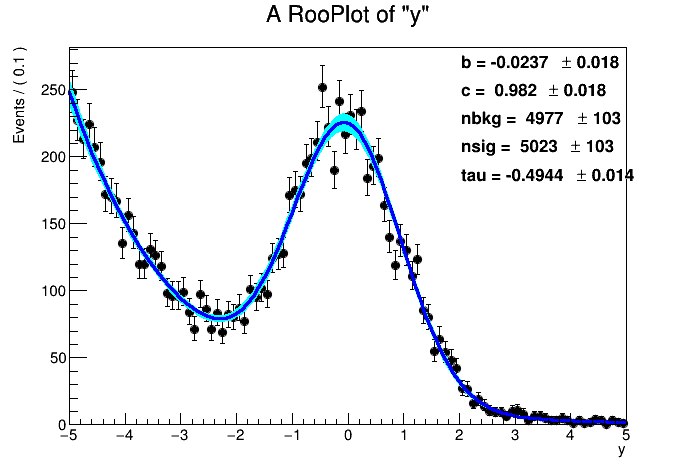 A RooPlot of "y"
Events / ( 0.1 )
b = -0.0237 ± 0.018
c = 0.982 ± 0.018
nbkg = 4977 ± 103
nsig = 5023 ± 103
tau = -0.4944 ± 0.014
250
200
150
100
50
0
−5 −4 −3 −2 −1 0 1 2 3 4 5
y